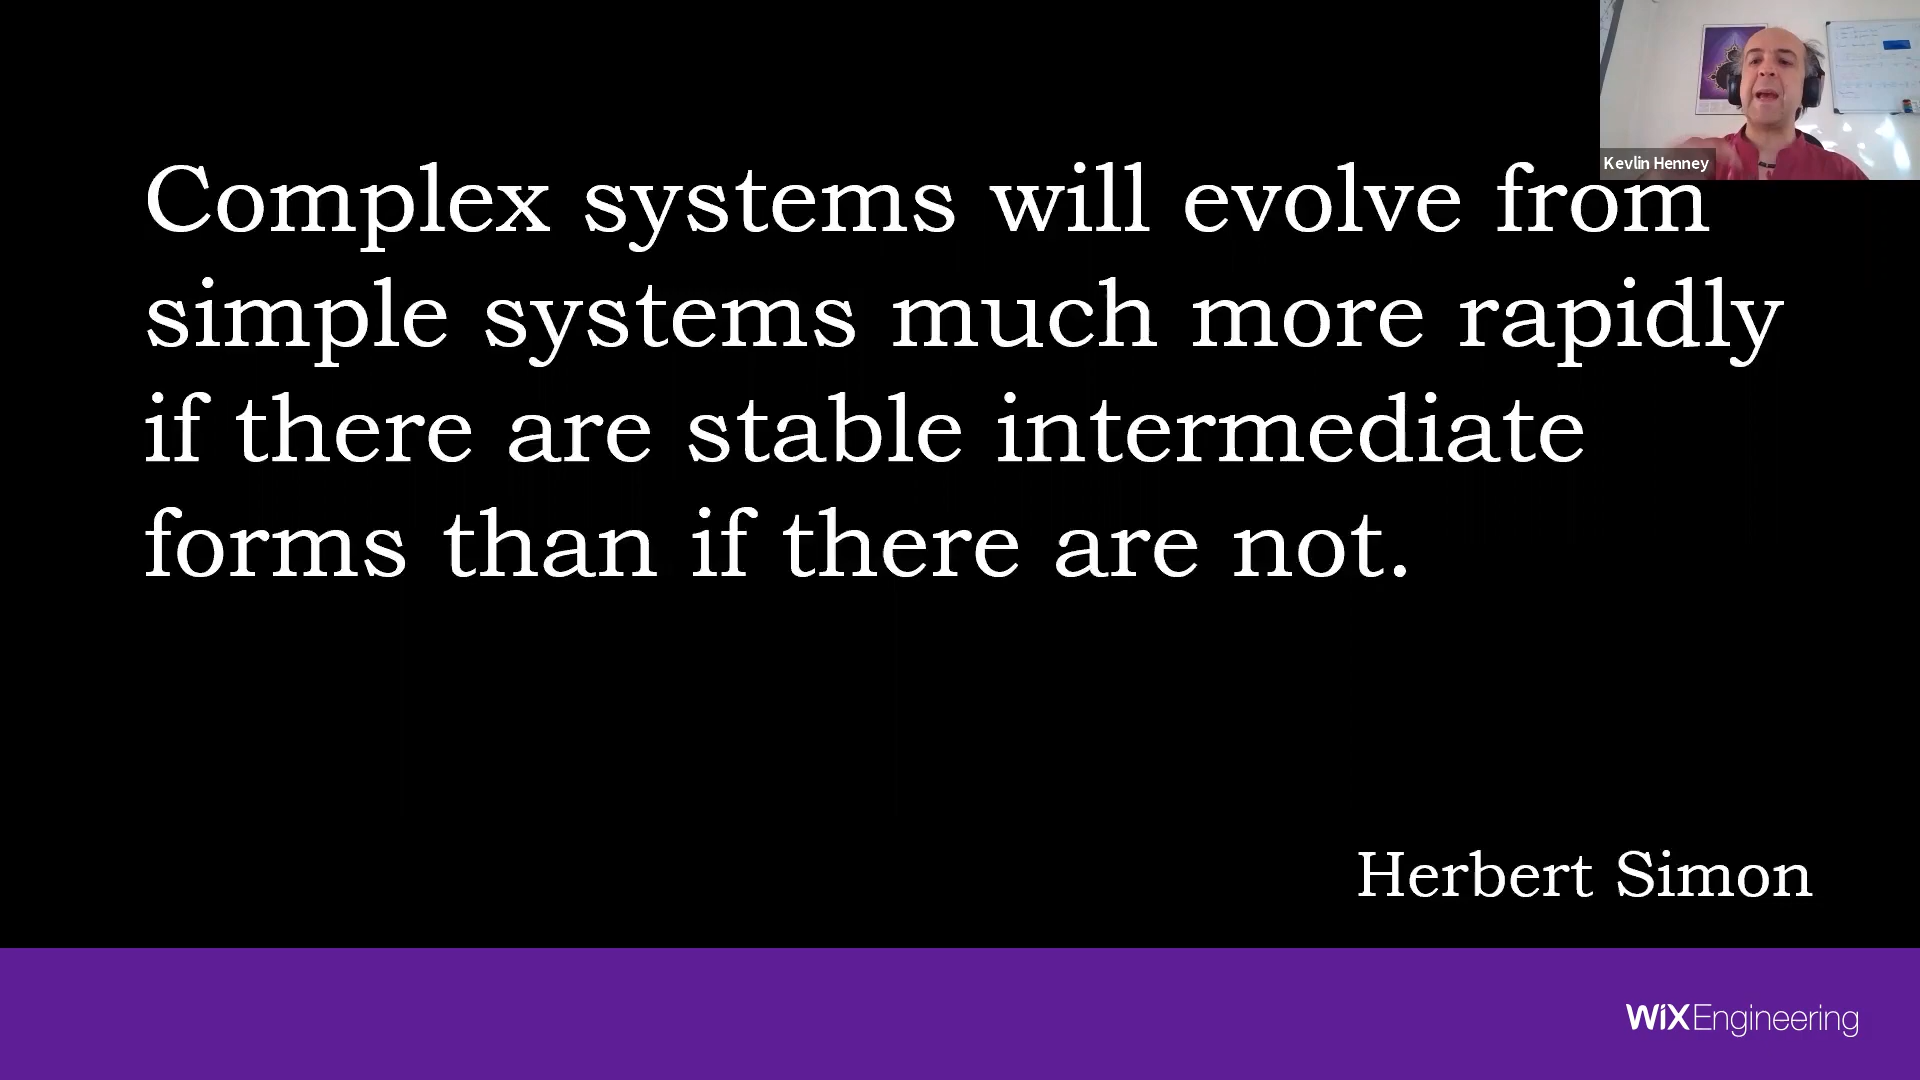 Kevlin Henney
Complex systems will evolve from
simple systems much more rapidly
if there are stable intermediate
forms than if there are not.
Herbert Simon
WiXEngineering